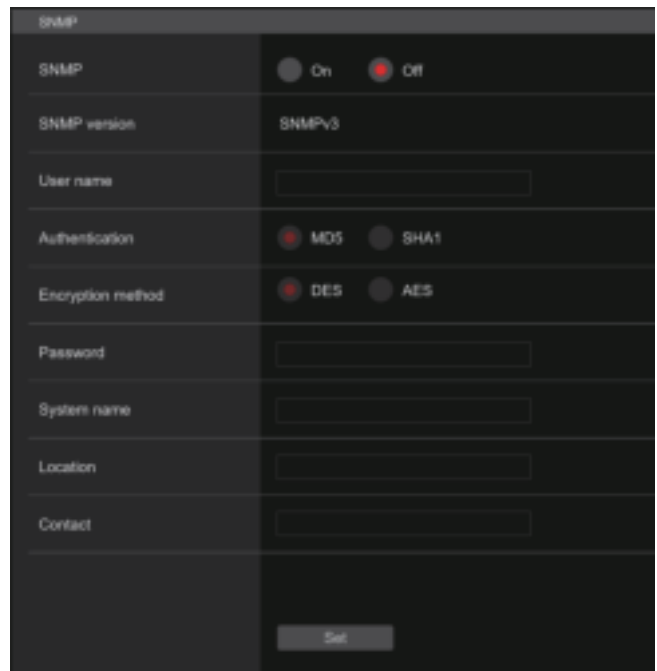 SNMP
SNMP On Off
SNMP version SNMPv3
User name
Authentication MD5 SHA1
Encryption method DES AES
Password
System name
Location
Contact
Set